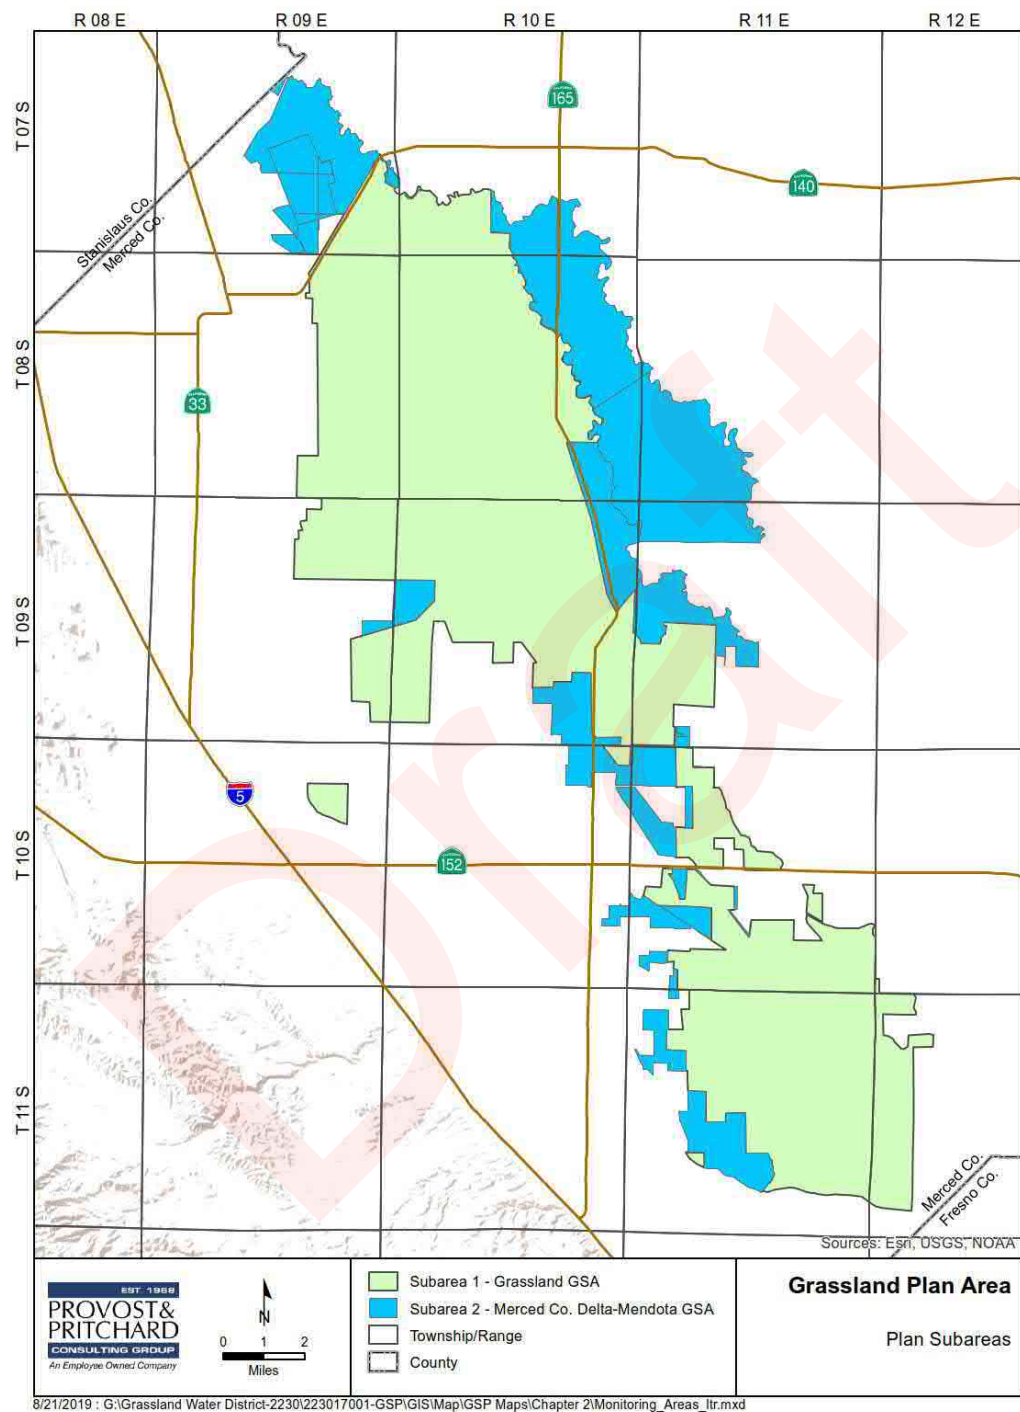 R 08 E R 09 E R 10 E R 11 E R 12 E
T 07 S
T 08 S
T 09 S
T 10 S
T 11 S
165
140
Stanislaus Co.
Merced Co.
33
5
152
Merced Co.
Fresno Co.
Draft
Sources: Esri, USGS, NOAA
EST. 1968
PROVOST&
PRITCHARD
CONSULTING GROUP
An Employee Owned Company
N
0 1 2
Miles
Subarea 1 - Grassland GSA
Subarea 2 - Merced Co. Delta-Mendota GSA
Township/Range
County
Grassland Plan Area
Plan Subareas
8/21/2019 : G:\Grassland Water District-2230\223017001-GSP\GIS\Map\GSP Maps\Chapter 2\Monitoring_Areas_ltr.mxd